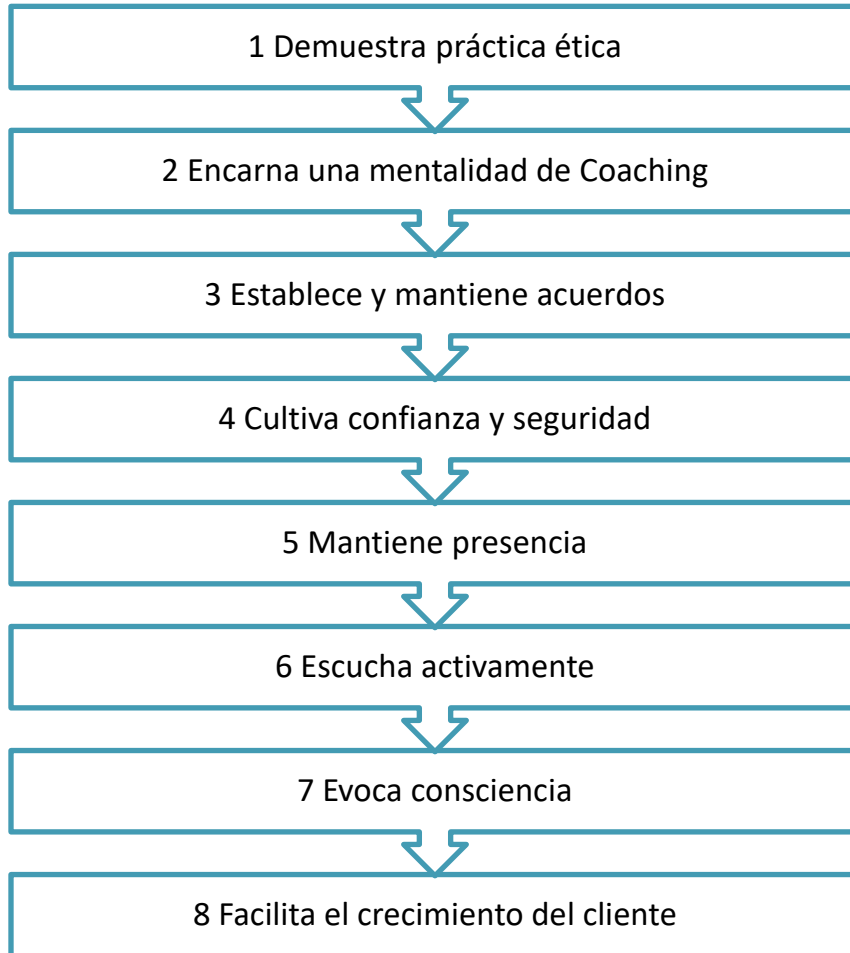 1 Demuestra práctica ética
2 Encarna una mentalidad de Coaching
3 Establece y mantiene acuerdos
4 Cultiva confianza y seguridad
5 Mantiene presencia
6 Escucha activamente
7 Evoca consciencia
8 Facilita el crecimiento del cliente